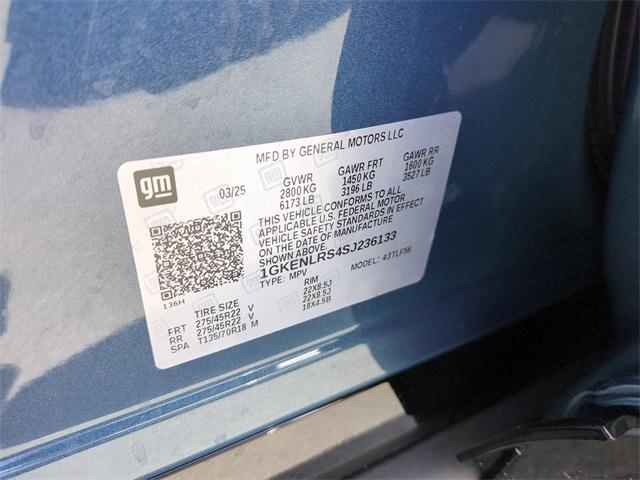 MFD BY GENERAL MOTORS LLC
gm
03/25
GVWR GAWR FRT GAWR RR
2800 KG 1450 KG 1600 KG
6173 LB 3196 LB 3527 LB
THIS VEHICLE CONFORMS TO ALL
APPLICABLE U.S. FEDERAL MOTOR
VEHICLE SAFETY STANDARDS IN EFFECT
ON THE DATE OF MANUFACTURE
SHOWN ABOVE.
1GKENLRS4SJ236133
TYPE: MPV MODEL: 43TLF56
136H
TIRE SIZE RIM
FRT 275/45R22 V 22X8.5J
RR 275/45R22 V 22X8.5J
SPA T135/70R18 M 18X4.5B